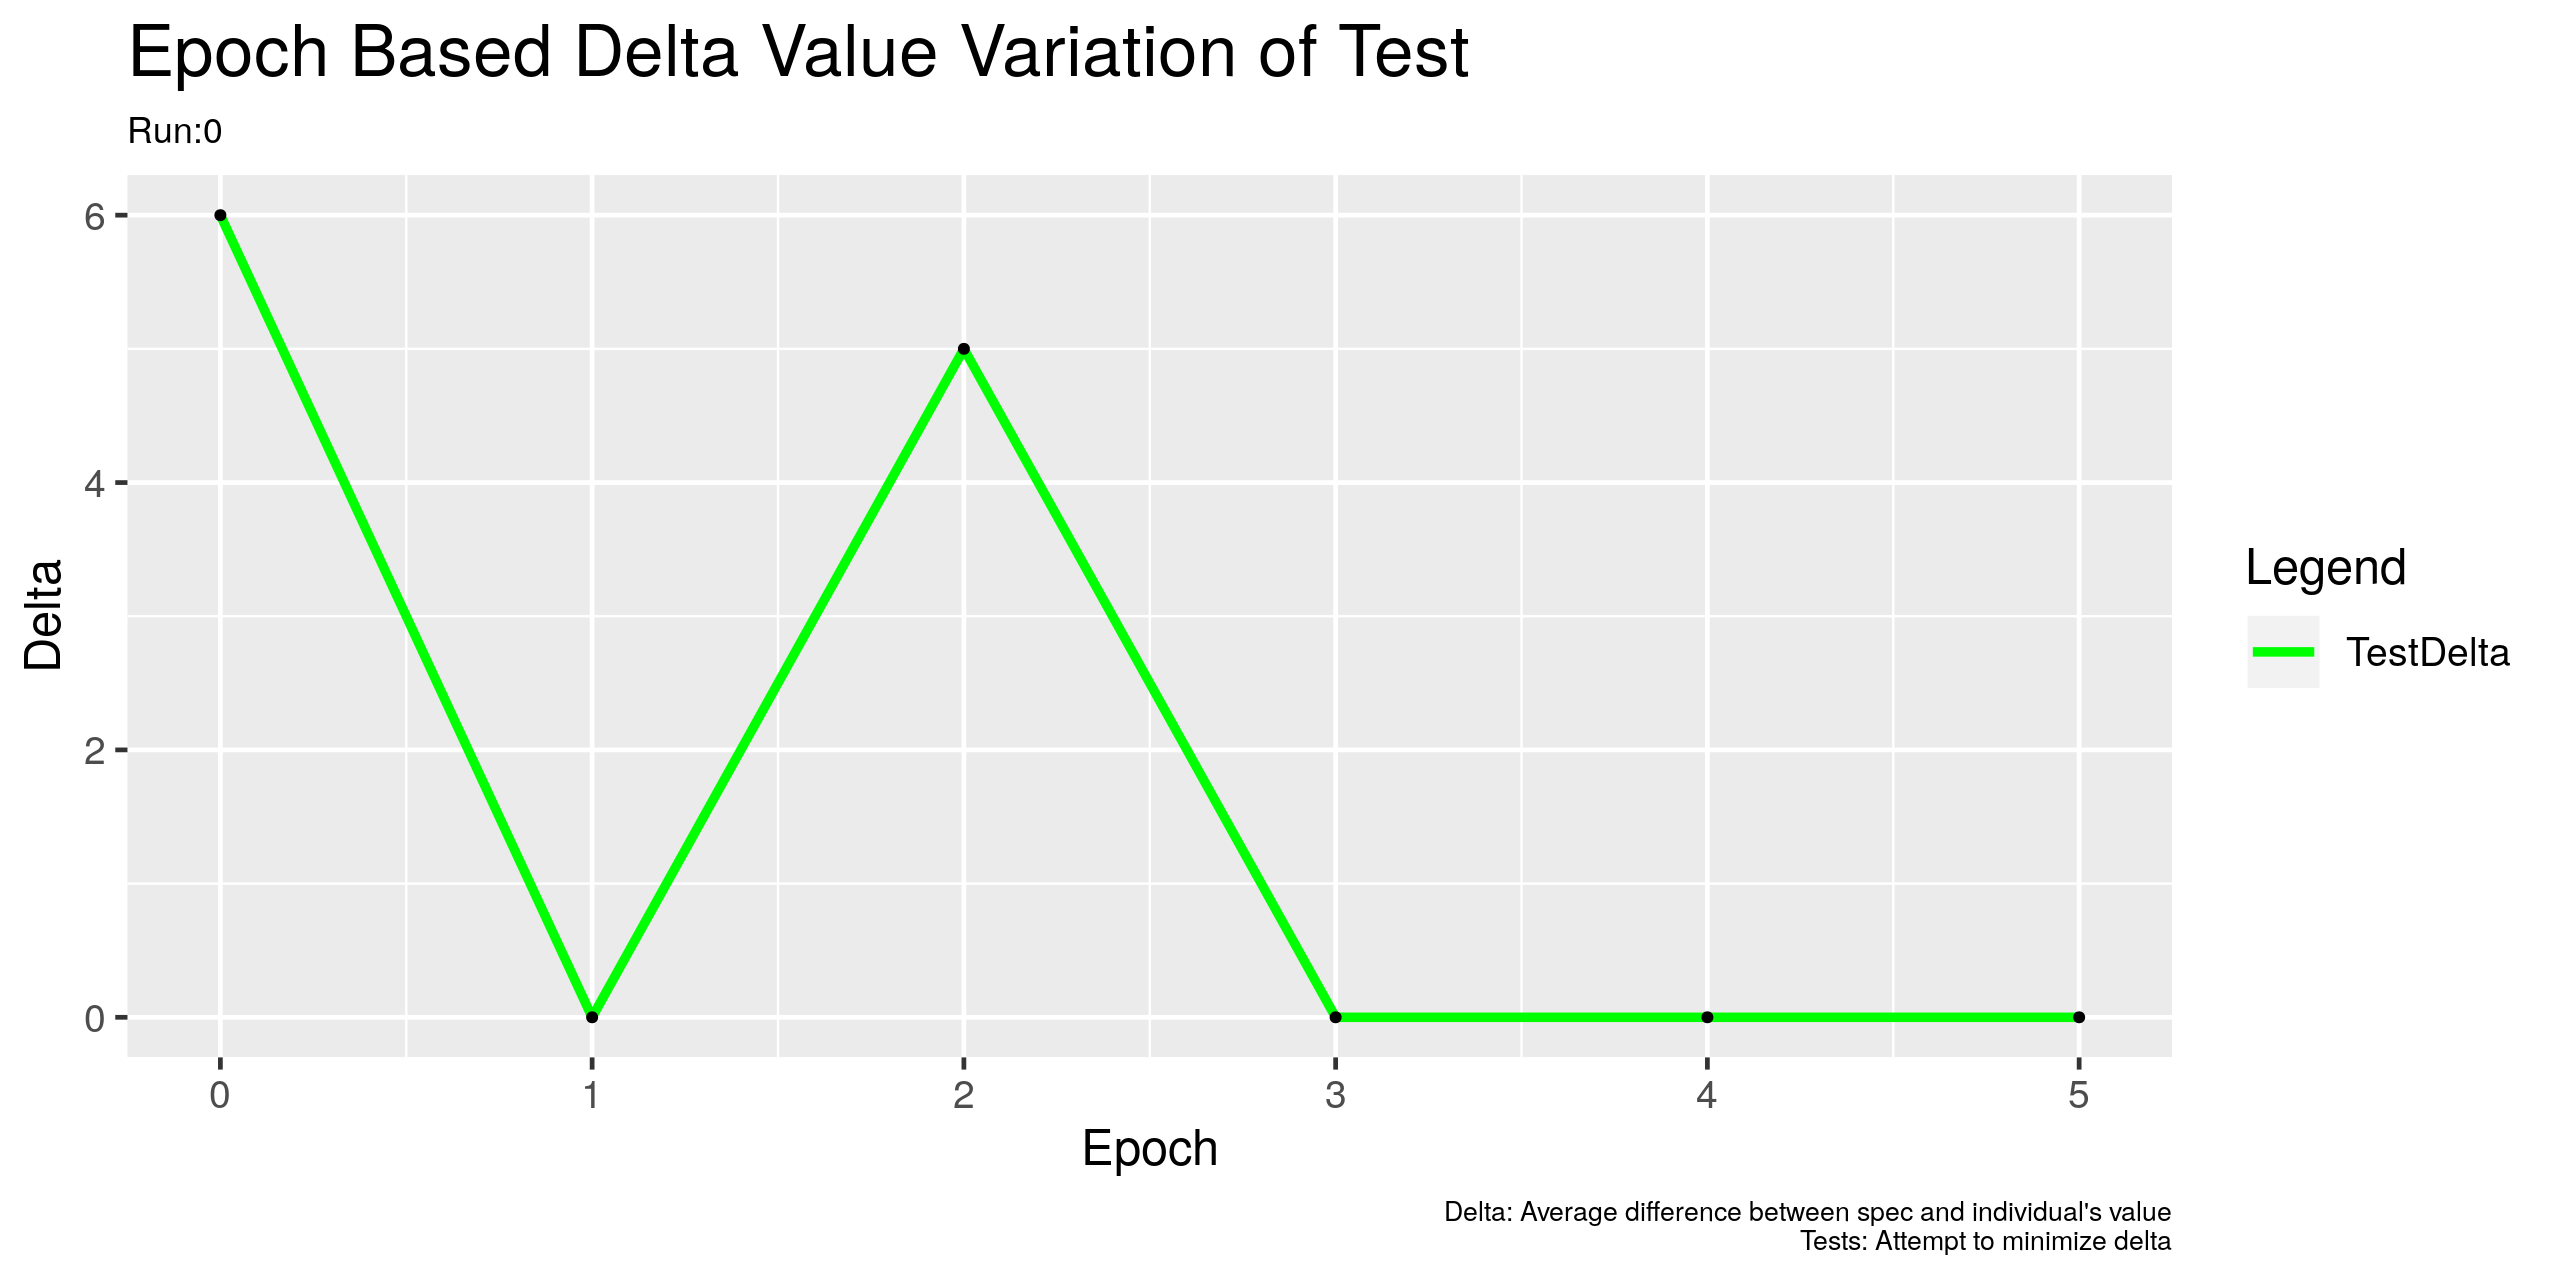 Epoch Based Delta Value Variation of Test
Run:0
6
4
2
0
Delta
0 1 2 3 4 5
Epoch
Legend
TestDelta
Delta: Average difference between spec and individual's value
Tests: Attempt to minimize delta